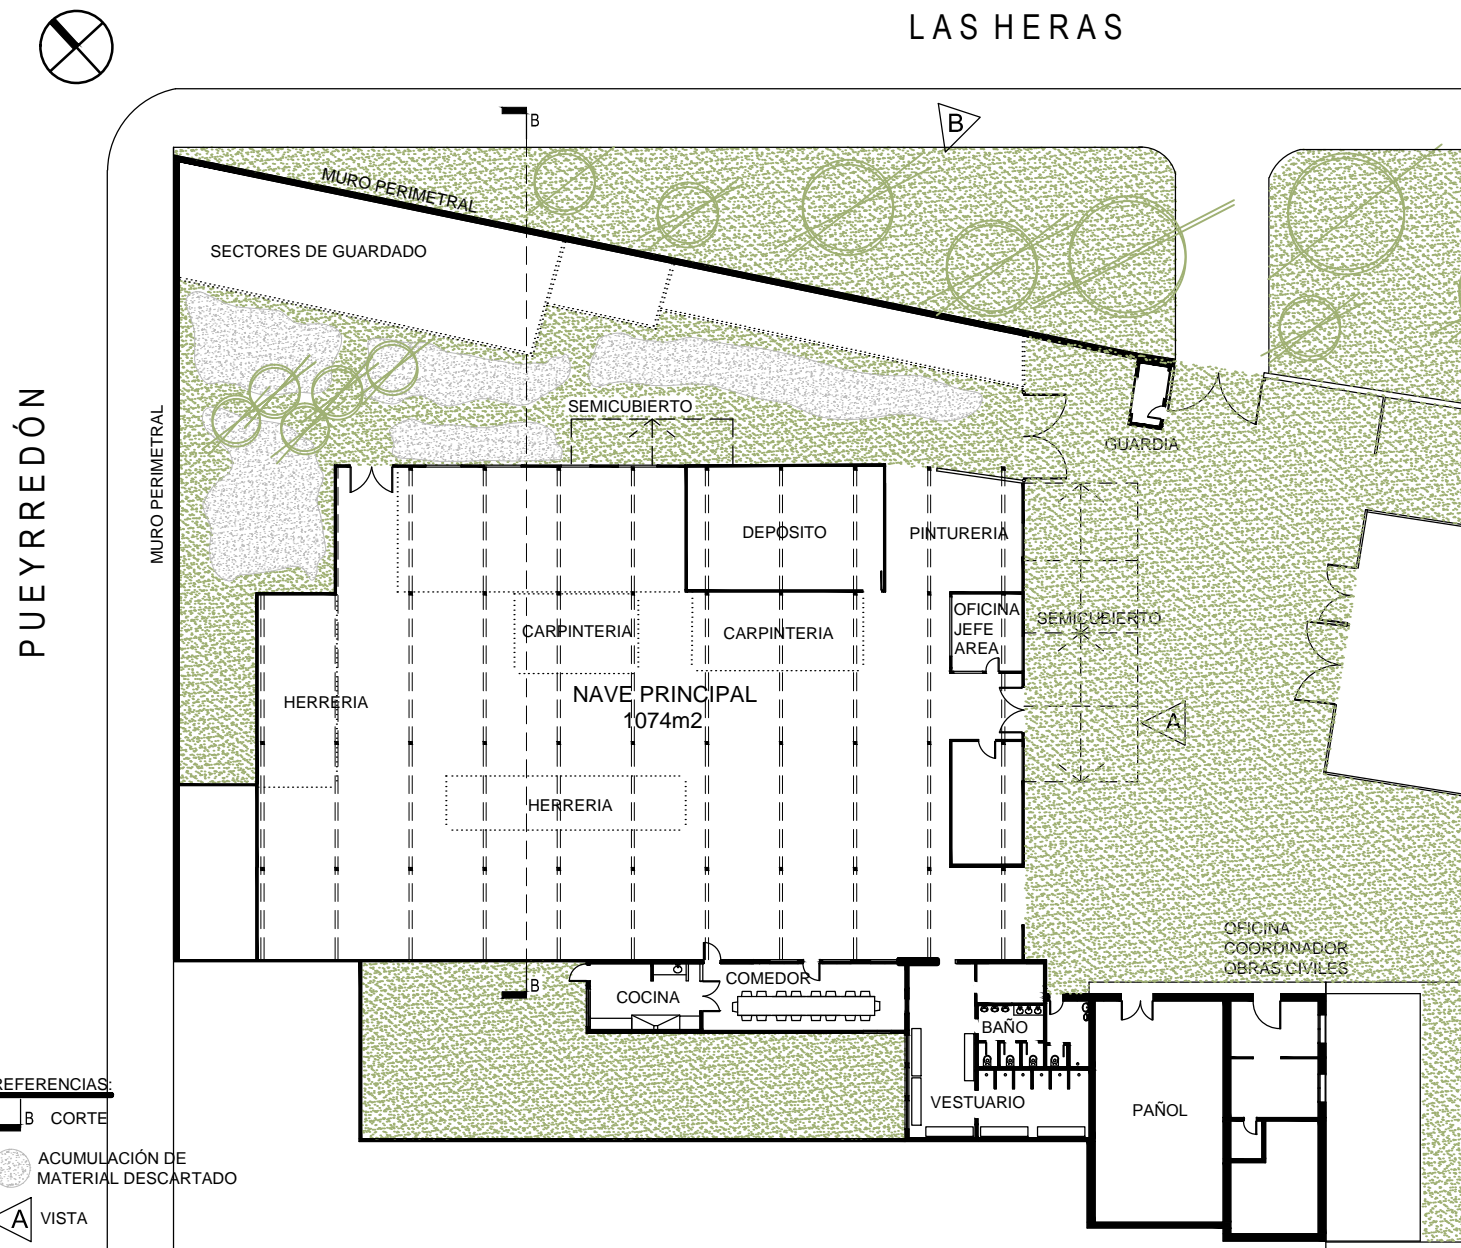 LAS HERAS
B
B
MURO PERIMETRAL
SECTORES DE GUARDADO
PUEYRREDÓN
MURO PERIMETRAL
SEMICUBIERTO
GUARDIA
DEPOSITO
PINTURERIA
CARPINTERIA
CARPINTERIA
OFICINA
JEFE
AREA
SEMICUBIERTO
HERRERIA
NAVE PRINCIPAL
1074m2
A
HERRERIA
OFICINA
COORDINADOR
OBRAS CIVILES
B
COCINA
COMEDOR
BAÑO
VESTUARIO
PAÑOL
REFERENCIAS:
B CORTE
ACUMULACIÓN DE
MATERIAL DESCARTADO
A VISTA